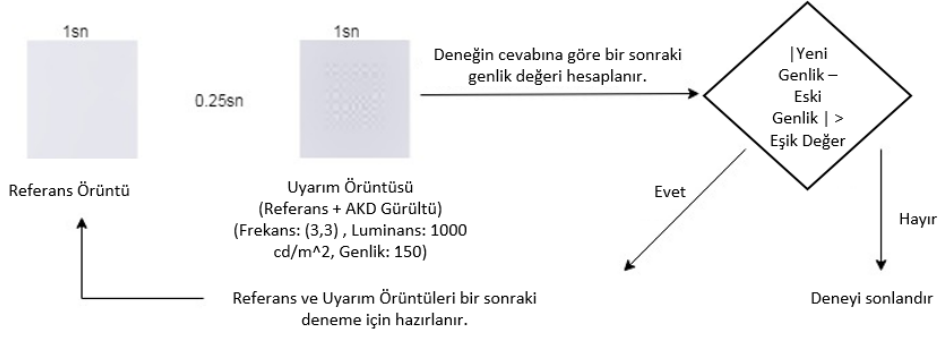 1sn
1sn
0.25sn
Deneğin cevabına göre bir sonraki
genlik değeri hesaplanır.
|Yeni
Genlik –
Eski
Genlik | >
Eşik Değer
Referans Örüntü
Uyarım Örüntüsü
(Referans + AKD Gürültü)
(Frekans: (3,3) , Luminans: 1000
cd/m^2, Genlik: 150)
Evet
Hayır
Referans ve Uyarım Örüntüleri bir sonraki
deneme için hazırlanır.
Deneyi sonlandır